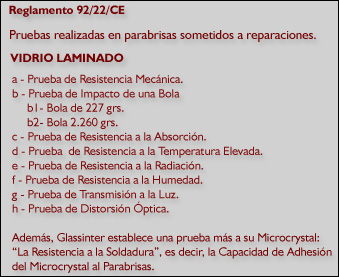 Reglamento 92/22/CE
Pruebas realizadas en parabrisas sometidos a reparaciones.
VIDRIO LAMINADO
a - Prueba de Resistencia Mecánica.
b - Prueba de Impacto de una Bola
b1- Bola de 227 grs.
b2- Bola 2.260 grs.
c - Prueba de Resistencia a la Absorción.
d - Prueba de Resistencia a la Temperatura Elevada.
e - Prueba de Resistencia a la Radiación.
f - Prueba de Resistencia a la Humedad.
g - Prueba de Transmisión a la Luz.
h - Prueba de Distorsión Óptica.
Además, Glassinter establece una prueba más a su Microcrystal:
“La Resistencia a la Soldadura”, es decir, la Capacidad de Adhesión
del Microcrystal al Parabrisas.